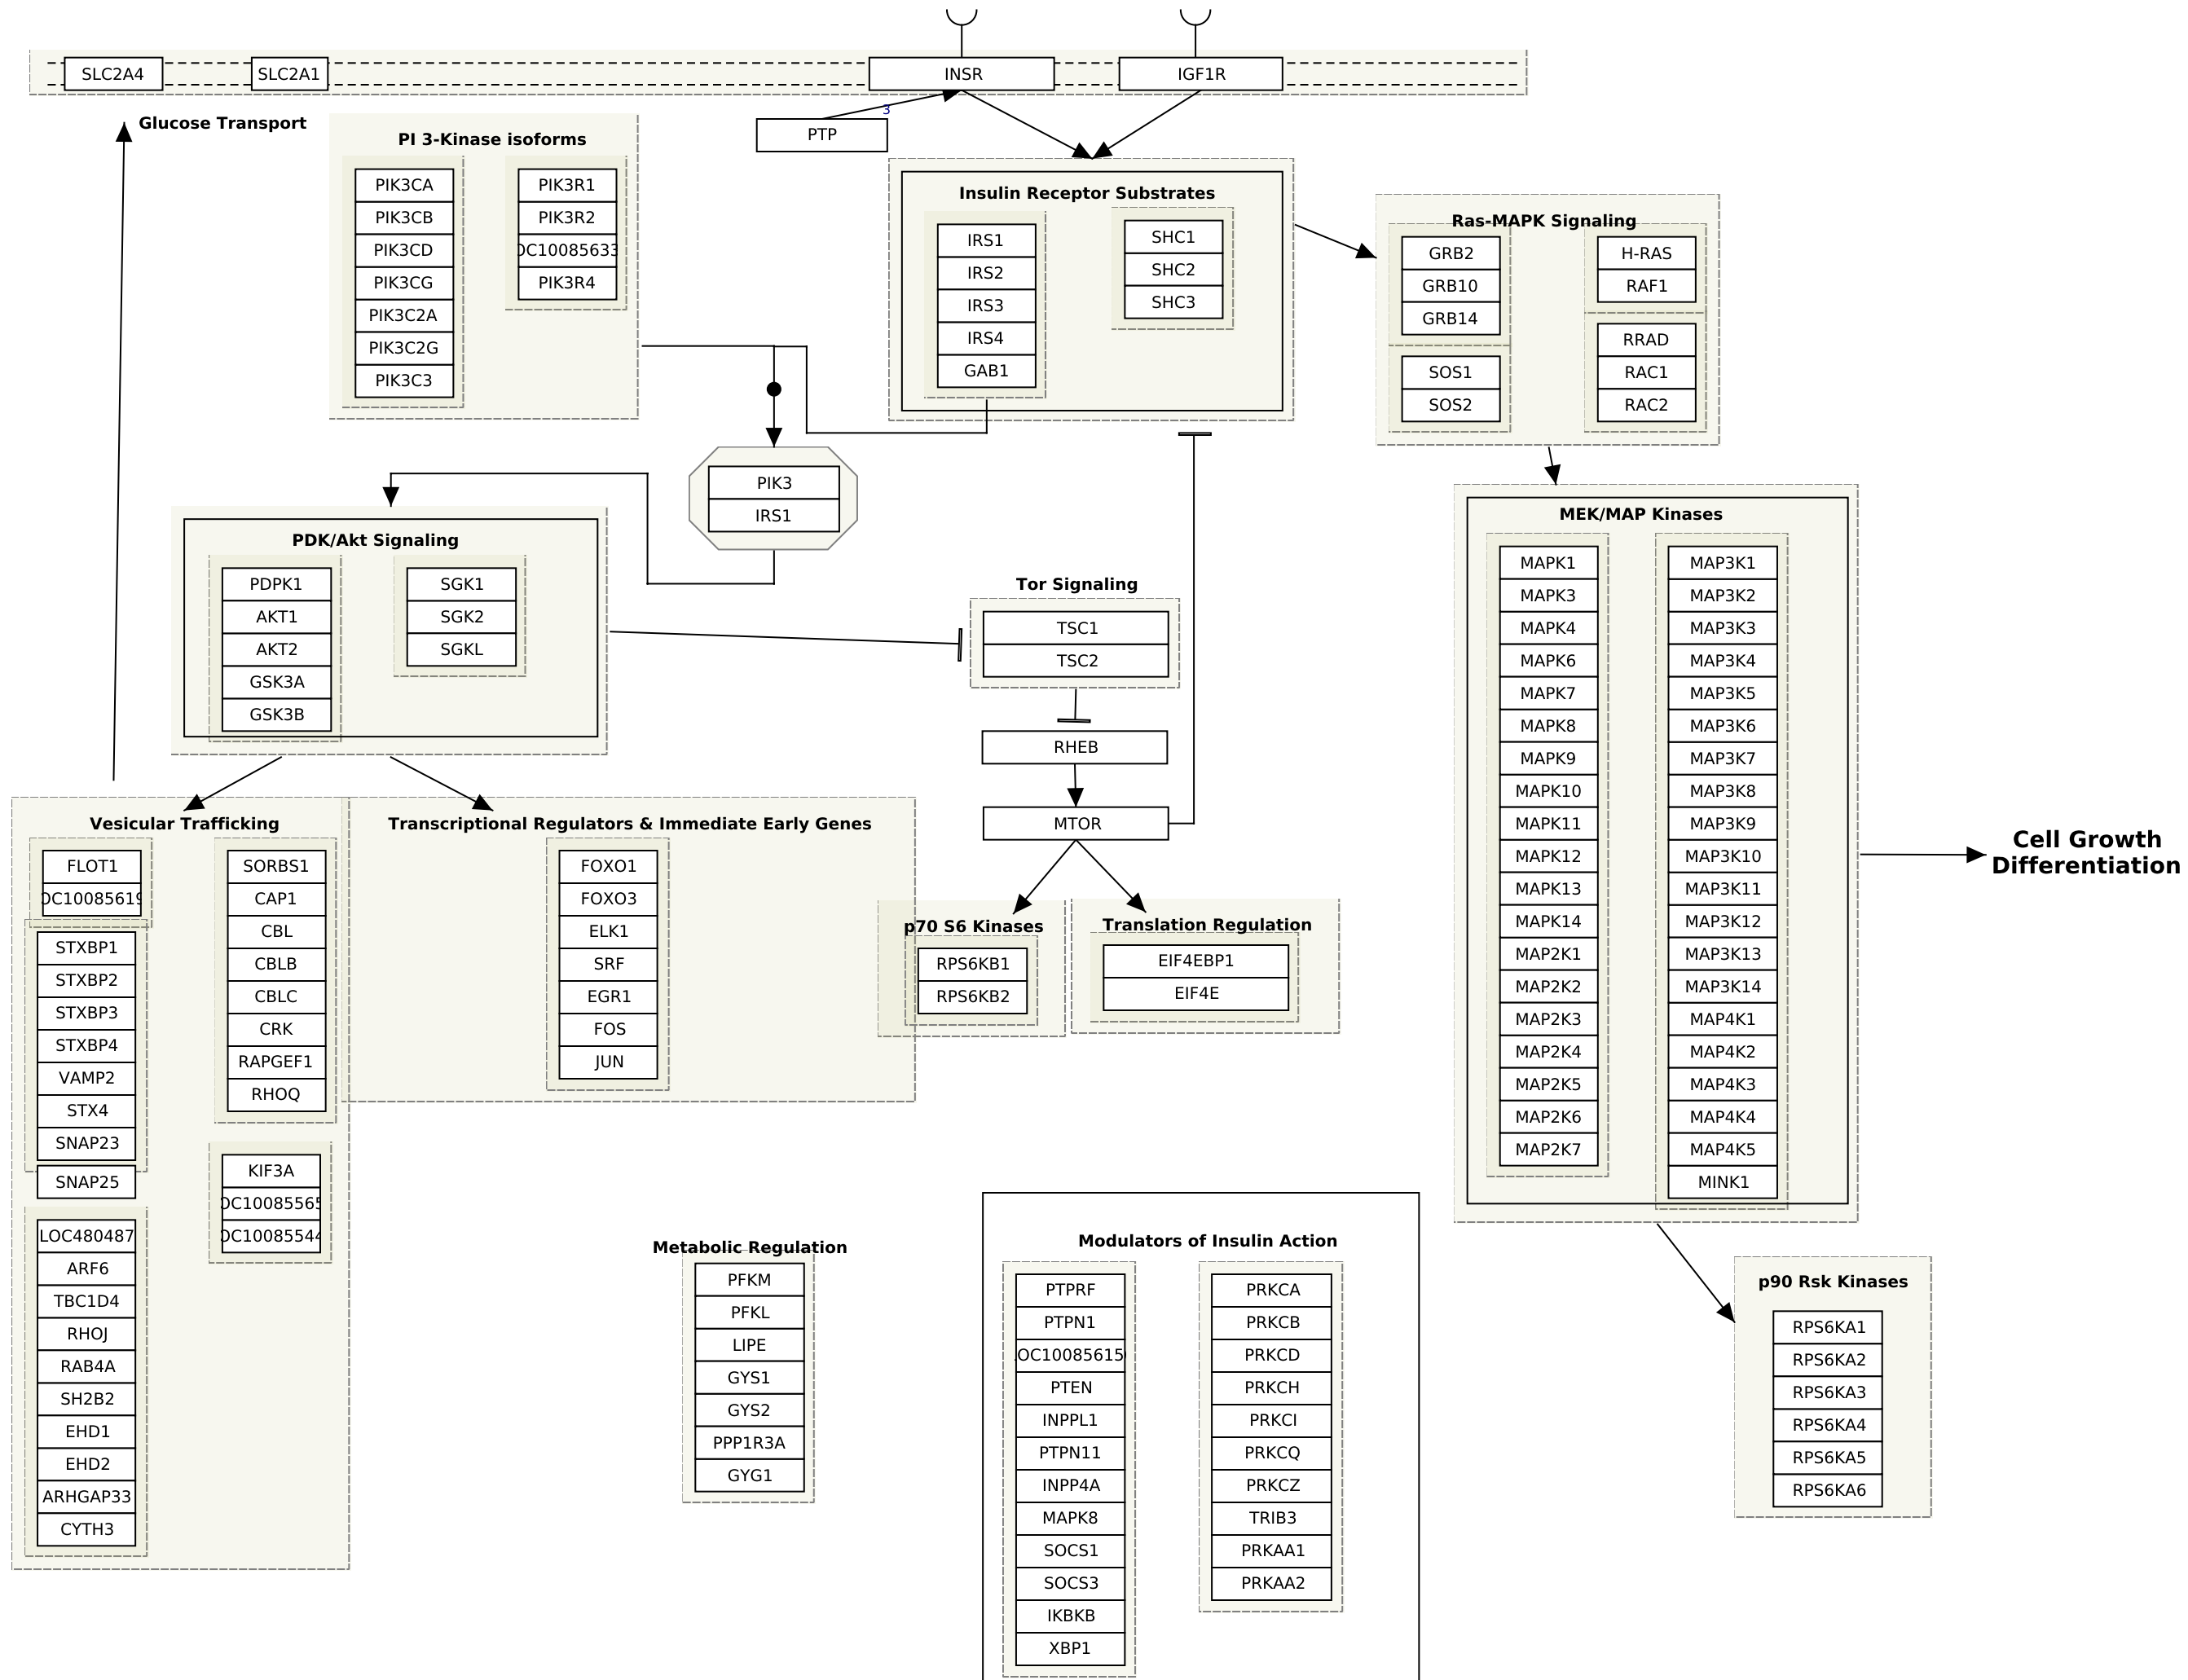 SLC2A4
SLC2A1
INSR
IGF1R
3
PTP
Glucose Transport
PI 3-Kinase isoforms
PIK3CA
PIK3CB
PIK3CD
PIK3CG
PIK3C2A
PIK3C2G
PIK3C3
PIK3R1
PIK3R2
OC10085633
PIK3R4
Insulin Receptor Substrates
IRS1
IRS2
IRS3
IRS4
GAB1
SHC1
SHC2
SHC3
Ras-MAPK Signaling
GRB2
GRB10
GRB14
SOS1
SOS2
H-RAS
RAF1
RRAD
RAC1
RAC2
PIK3
IRS1
PDK/Akt Signaling
PDPK1
AKT1
AKT2
GSK3A
GSK3B
SGK1
SGK2
SGKL
Tor Signaling
TSC1
TSC2
RHEB
MTOR
MEK/MAP Kinases
MAPK1
MAPK3
MAPK4
MAPK6
MAPK7
MAPK8
MAPK9
MAPK10
MAPK11
MAPK12
MAPK13
MAPK14
MAP2K1
MAP2K2
MAP2K3
MAP2K4
MAP2K5
MAP2K6
MAP2K7
MAP3K1
MAP3K2
MAP3K3
MAP3K4
MAP3K5
MAP3K6
MAP3K7
MAP3K8
MAP3K9
MAP3K10
MAP3K11
MAP3K12
MAP3K13
MAP3K14
MAP4K1
MAP4K2
MAP4K3
MAP4K4
MAP4K5
MINK1
Cell Growth
Differentiation
Vesicular Trafficking
FLOT1
OC10085619
STXBP1
STXBP2
STXBP3
STXBP4
VAMP2
STX4
SNAP23
SNAP25
LOC480487
ARF6
TBC1D4
RHOJ
RAB4A
SH2B2
EHD1
EHD2
ARHGAP33
CYTH3
SORBS1
CAP1
CBL
CBLB
CBLC
CRK
RAPGEF1
RHOQ
KIF3A
OC10085565
OC10085544
Transcriptional Regulators & Immediate Early Genes
FOXO1
FOXO3
ELK1
SRF
EGR1
FOS
JUN
p70 S6 Kinases
RPS6KB1
RPS6KB2
Translation Regulation
EIF4EBP1
EIF4E
Metabolic Regulation
PFKM
PFKL
LIPE
GYS1
GYS2
PPP1R3A
GYG1
Modulators of Insulin Action
PTPRF
PTPN1
OC10085615
PTEN
INPPL1
PTPN11
INPP4A
MAPK8
SOCS1
SOCS3
IKBKB
XBP1
PRKCA
PRKCB
PRKCD
PRKCH
PRKCI
PRKCQ
PRKCZ
TRIB3
PRKAA1
PRKAA2
p90 Rsk Kinases
RPS6KA1
RPS6KA2
RPS6KA3
RPS6KA4
RPS6KA5
RPS6KA6